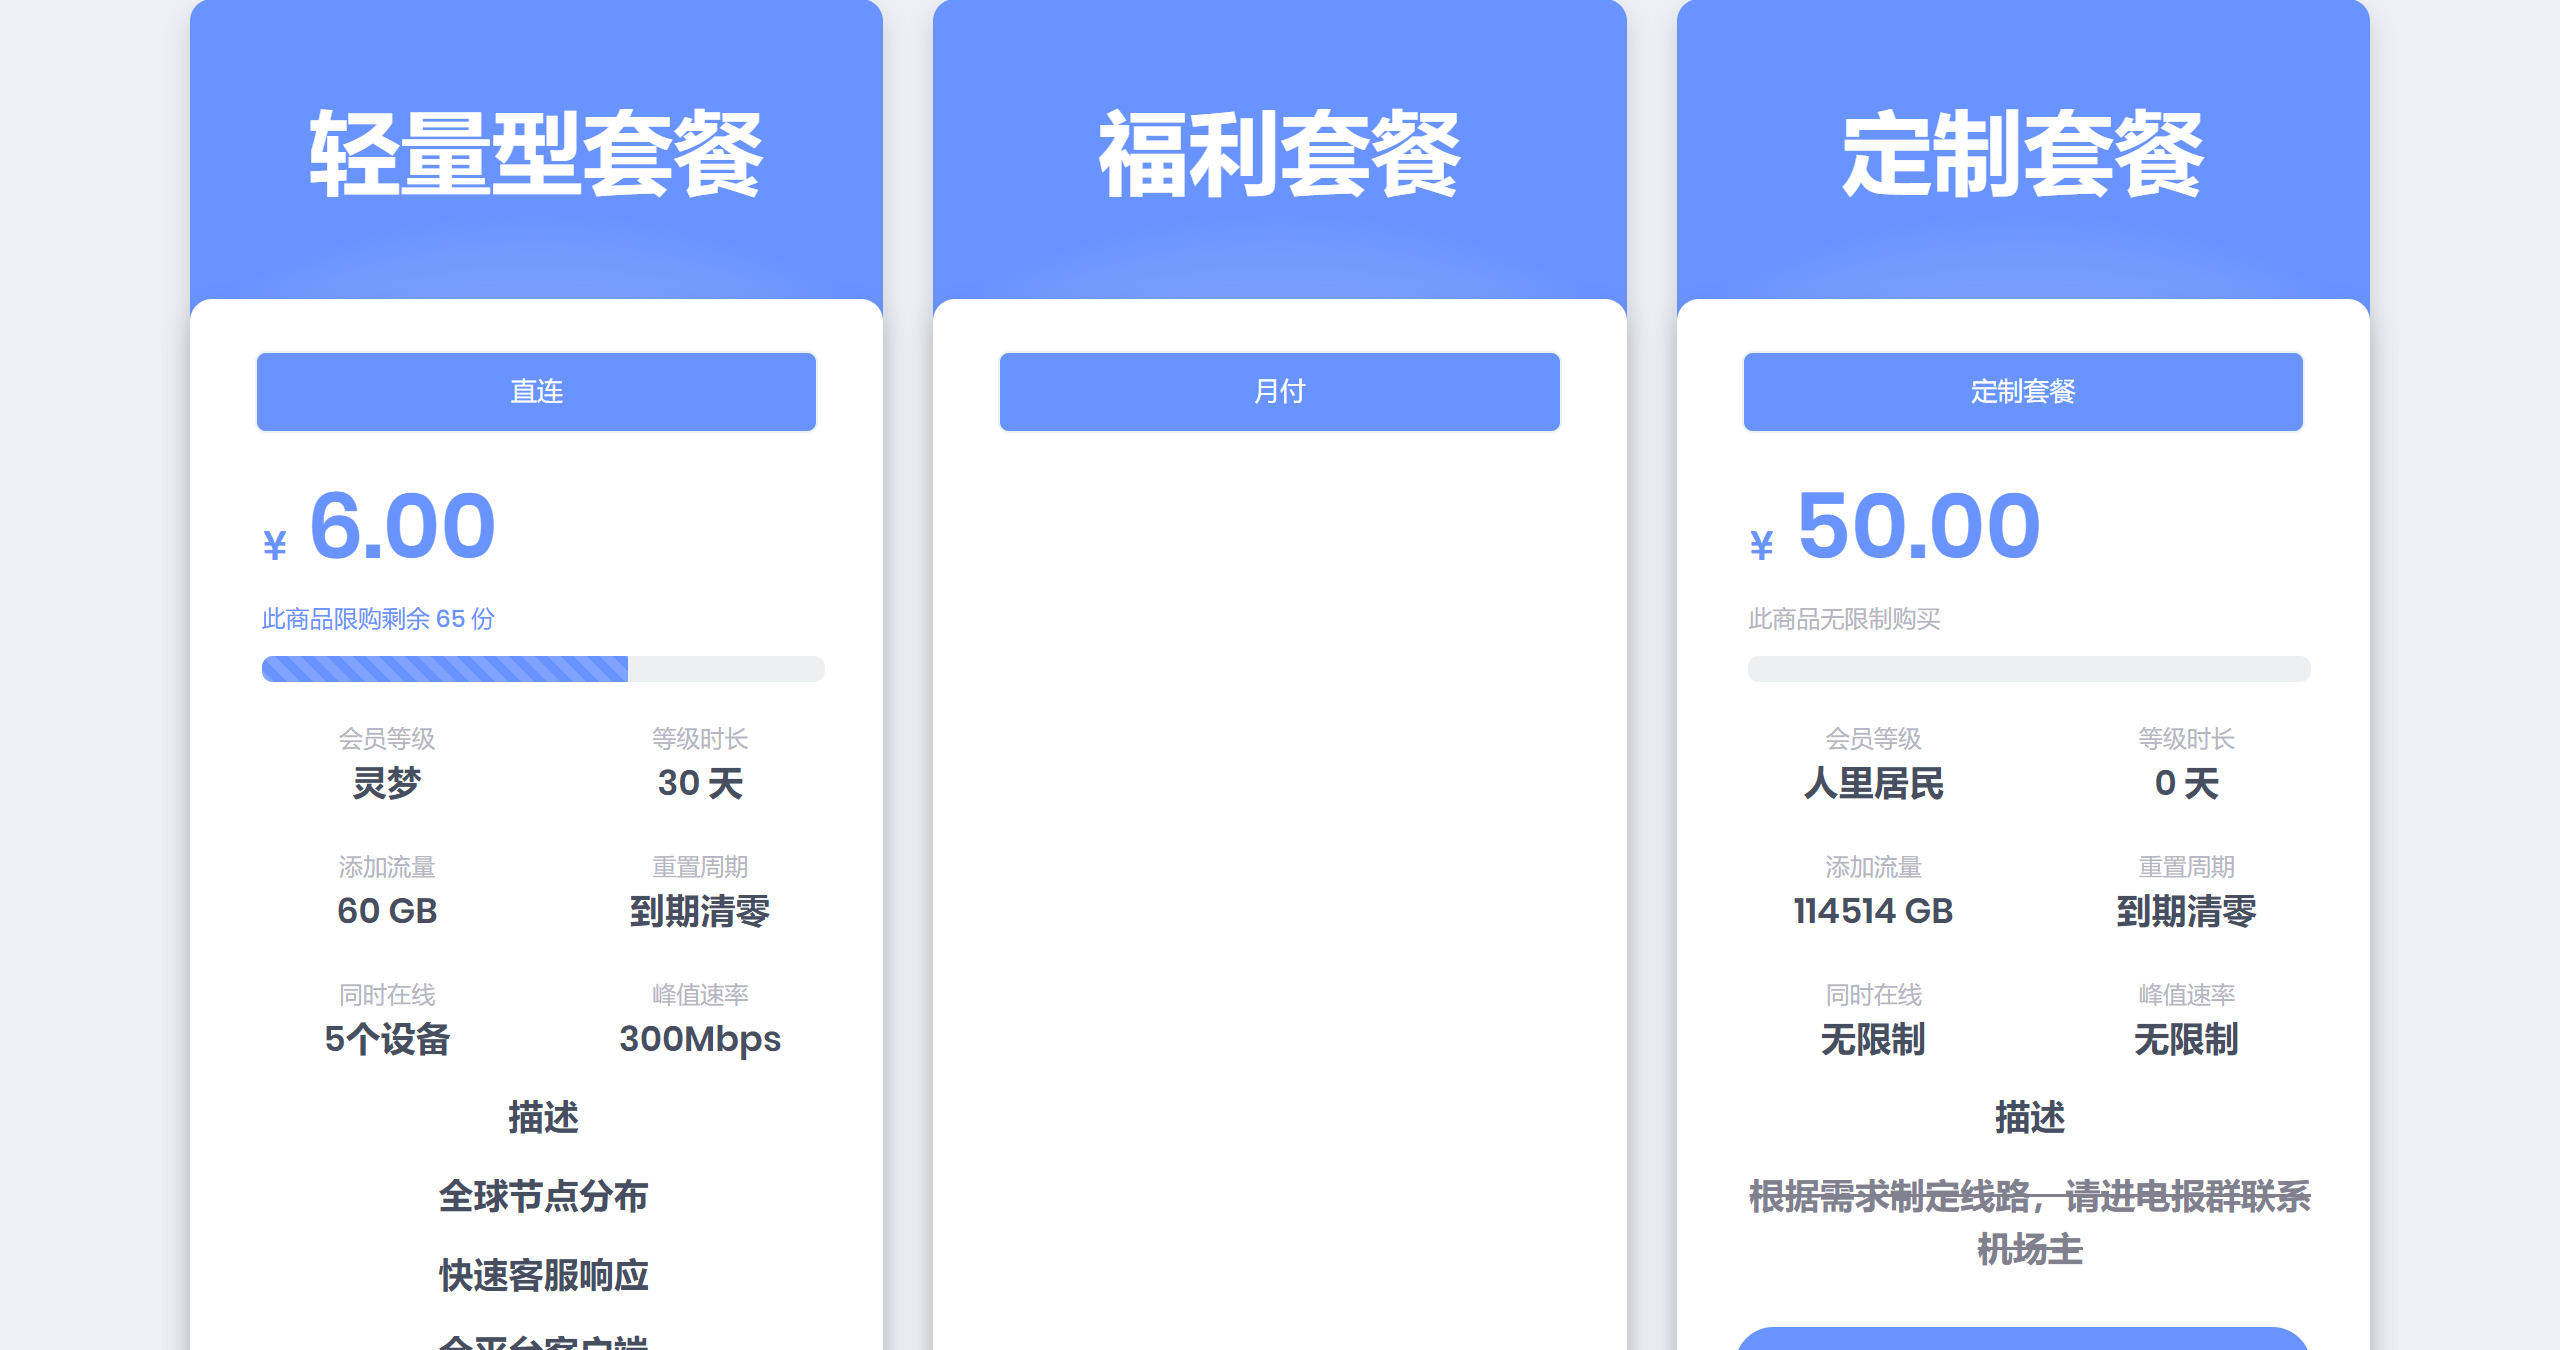 轻量型套餐
直连
¥ 6.00
此商品限购剩余 65 份
会员等级 等级时长
灵梦 30 天
添加流量 重置周期
60 GB 到期清零
同时在线 峰值速率
5个设备 300Mbps
描述
全球节点分布
快速客服响应
全平台客户端
福利套餐
月付
定制套餐
定制套餐
¥ 50.00
此商品无限制购买
会员等级 等级时长
人里居民 0 天
添加流量 重置周期
114514 GB 到期清零
同时在线 峰值速率
无限制 无限制
描述
根据需求制定线路，请进电报群联系
机场主